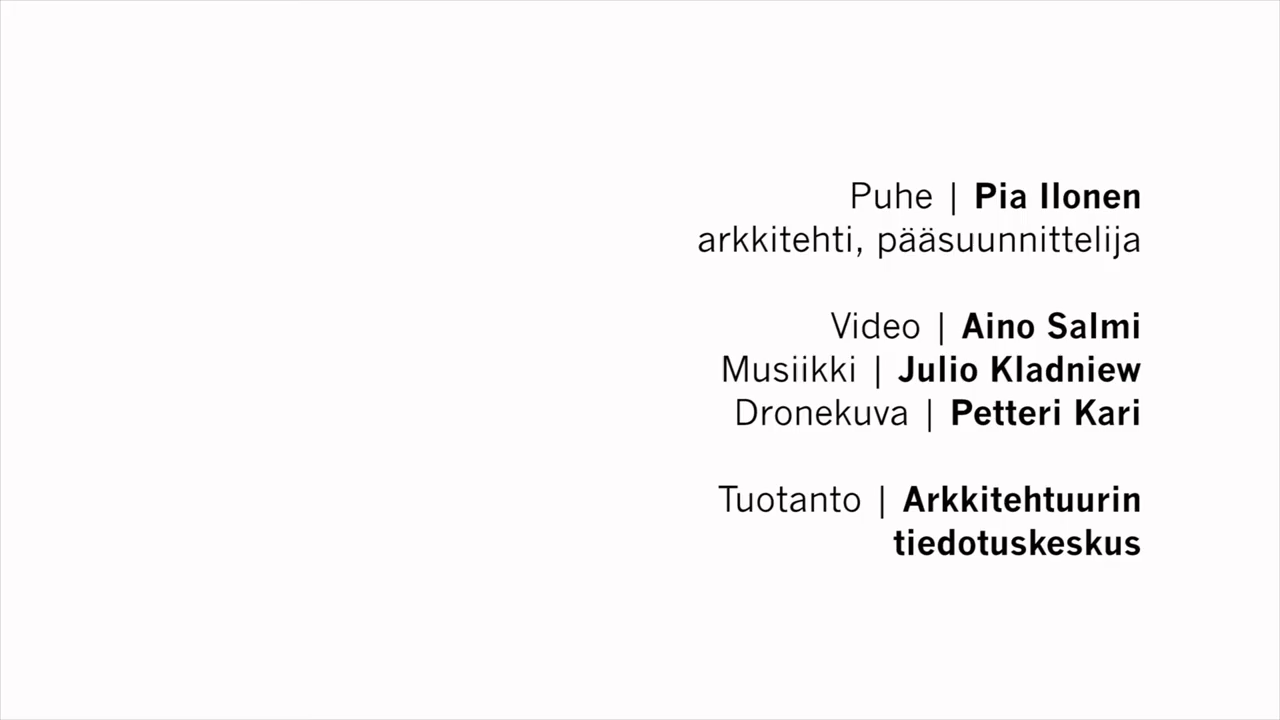 Puhe | Pia Ilonen
arkkitehti, pääsuunnittelija
Video | Aino Salmi
Musiikki | Julio Kladniew
Dronekuva | Petteri Kari
Tuotanto | Arkkitehtuurin
tiedotuskeskus